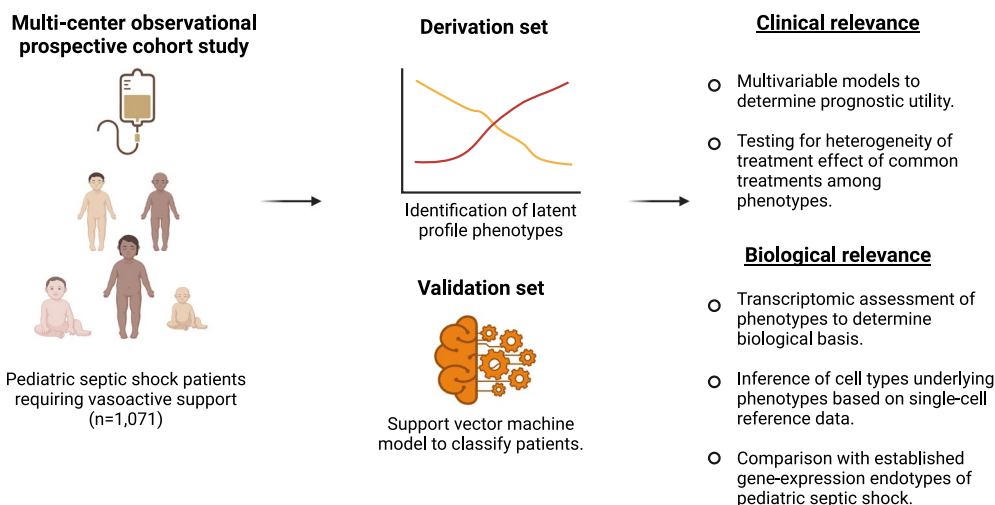 Multi-center observational
prospective cohort study
Pediatric septic shock patients
requiring vasoactive support
(n=1,071)
Derivation set
Identification of latent
profile phenotypes
Validation set
Support vector machine
model to classify patients.
Clinical relevance
Multivariable models to
determine prognostic utility.
Testing for heterogeneity of
treatment effect of common
treatments among
phenotypes.
Biological relevance
Transcriptomic assessment of
phenotypes to determine
biological basis.
Inference of cell types underlying
phenotypes based on single-cell
reference data.
Comparison with established
gene-expression endotypes of
pediatric septic shock.